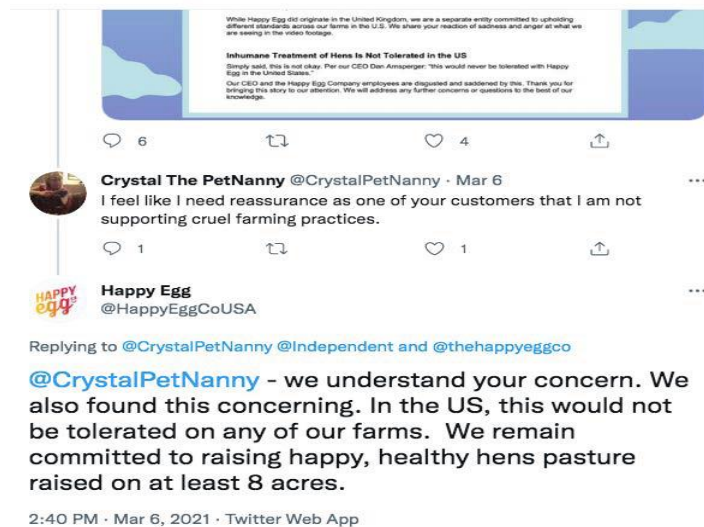 While Happy Egg did originate in the United Kingdom, we are a separate entity committed to upholding
different standards across our farms in the U.S. We share your reaction of sadness and anger at what we
are seeing in the video footage.
Inhumane Treatment of Hens Is Not Tolerated in the US
Simply said, this is not okay. Per our CEO Dan Arnsperger: "this would never be tolerated with Happy
Egg in the United States."
Our CEO and the Happy Egg Company employees are disgusted and saddened by this. Thank you for
bringing this story to our attention. We will address any further concerns or questions to the best of our
knowledge.
6 4
Crystal The PetNanny @CrystalPetNanny · Mar 6
I feel like I need reassurance as one of your customers that I am not
supporting cruel farming practices.
1 1
HAPPY
egg
Happy Egg
@HappyEggCoUSA
Replying to @CrystalPetNanny @Independent and @thehappyeggco
@CrystalPetNanny - we understand your concern. We
also found this concerning. In the US, this would not
be tolerated on any of our farms. We remain
committed to raising happy, healthy hens pasture
raised on at least 8 acres.
2:40 PM · Mar 6, 2021 · Twitter Web App